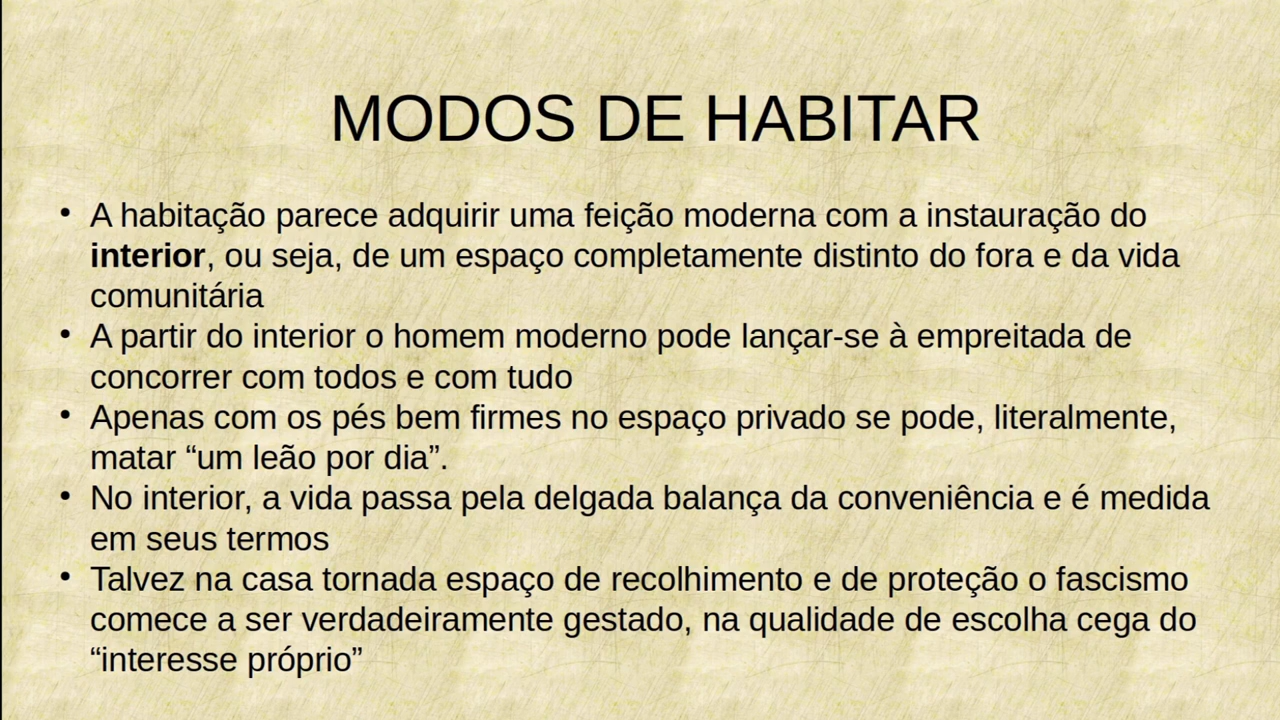 MODOS DE HABITAR
• A habitação parece adquirir uma feição moderna com a instauração do
interior, ou seja, de um espaço completamente distinto do fora e da vida
comunitária
• A partir do interior o homem moderno pode lançar-se à empreitada de
concorrer com todos e com tudo
• Apenas com os pés bem firmes no espaço privado se pode, literalmente,
matar “um leão por dia”.
• No interior, a vida passa pela delgada balança da conveniência e é medida
em seus termos
• Talvez na casa tornada espaço de recolhimento e de proteção o fascismo
comece a ser verdadeiramente gestado, na qualidade de escolha cega do
“interesse próprio”